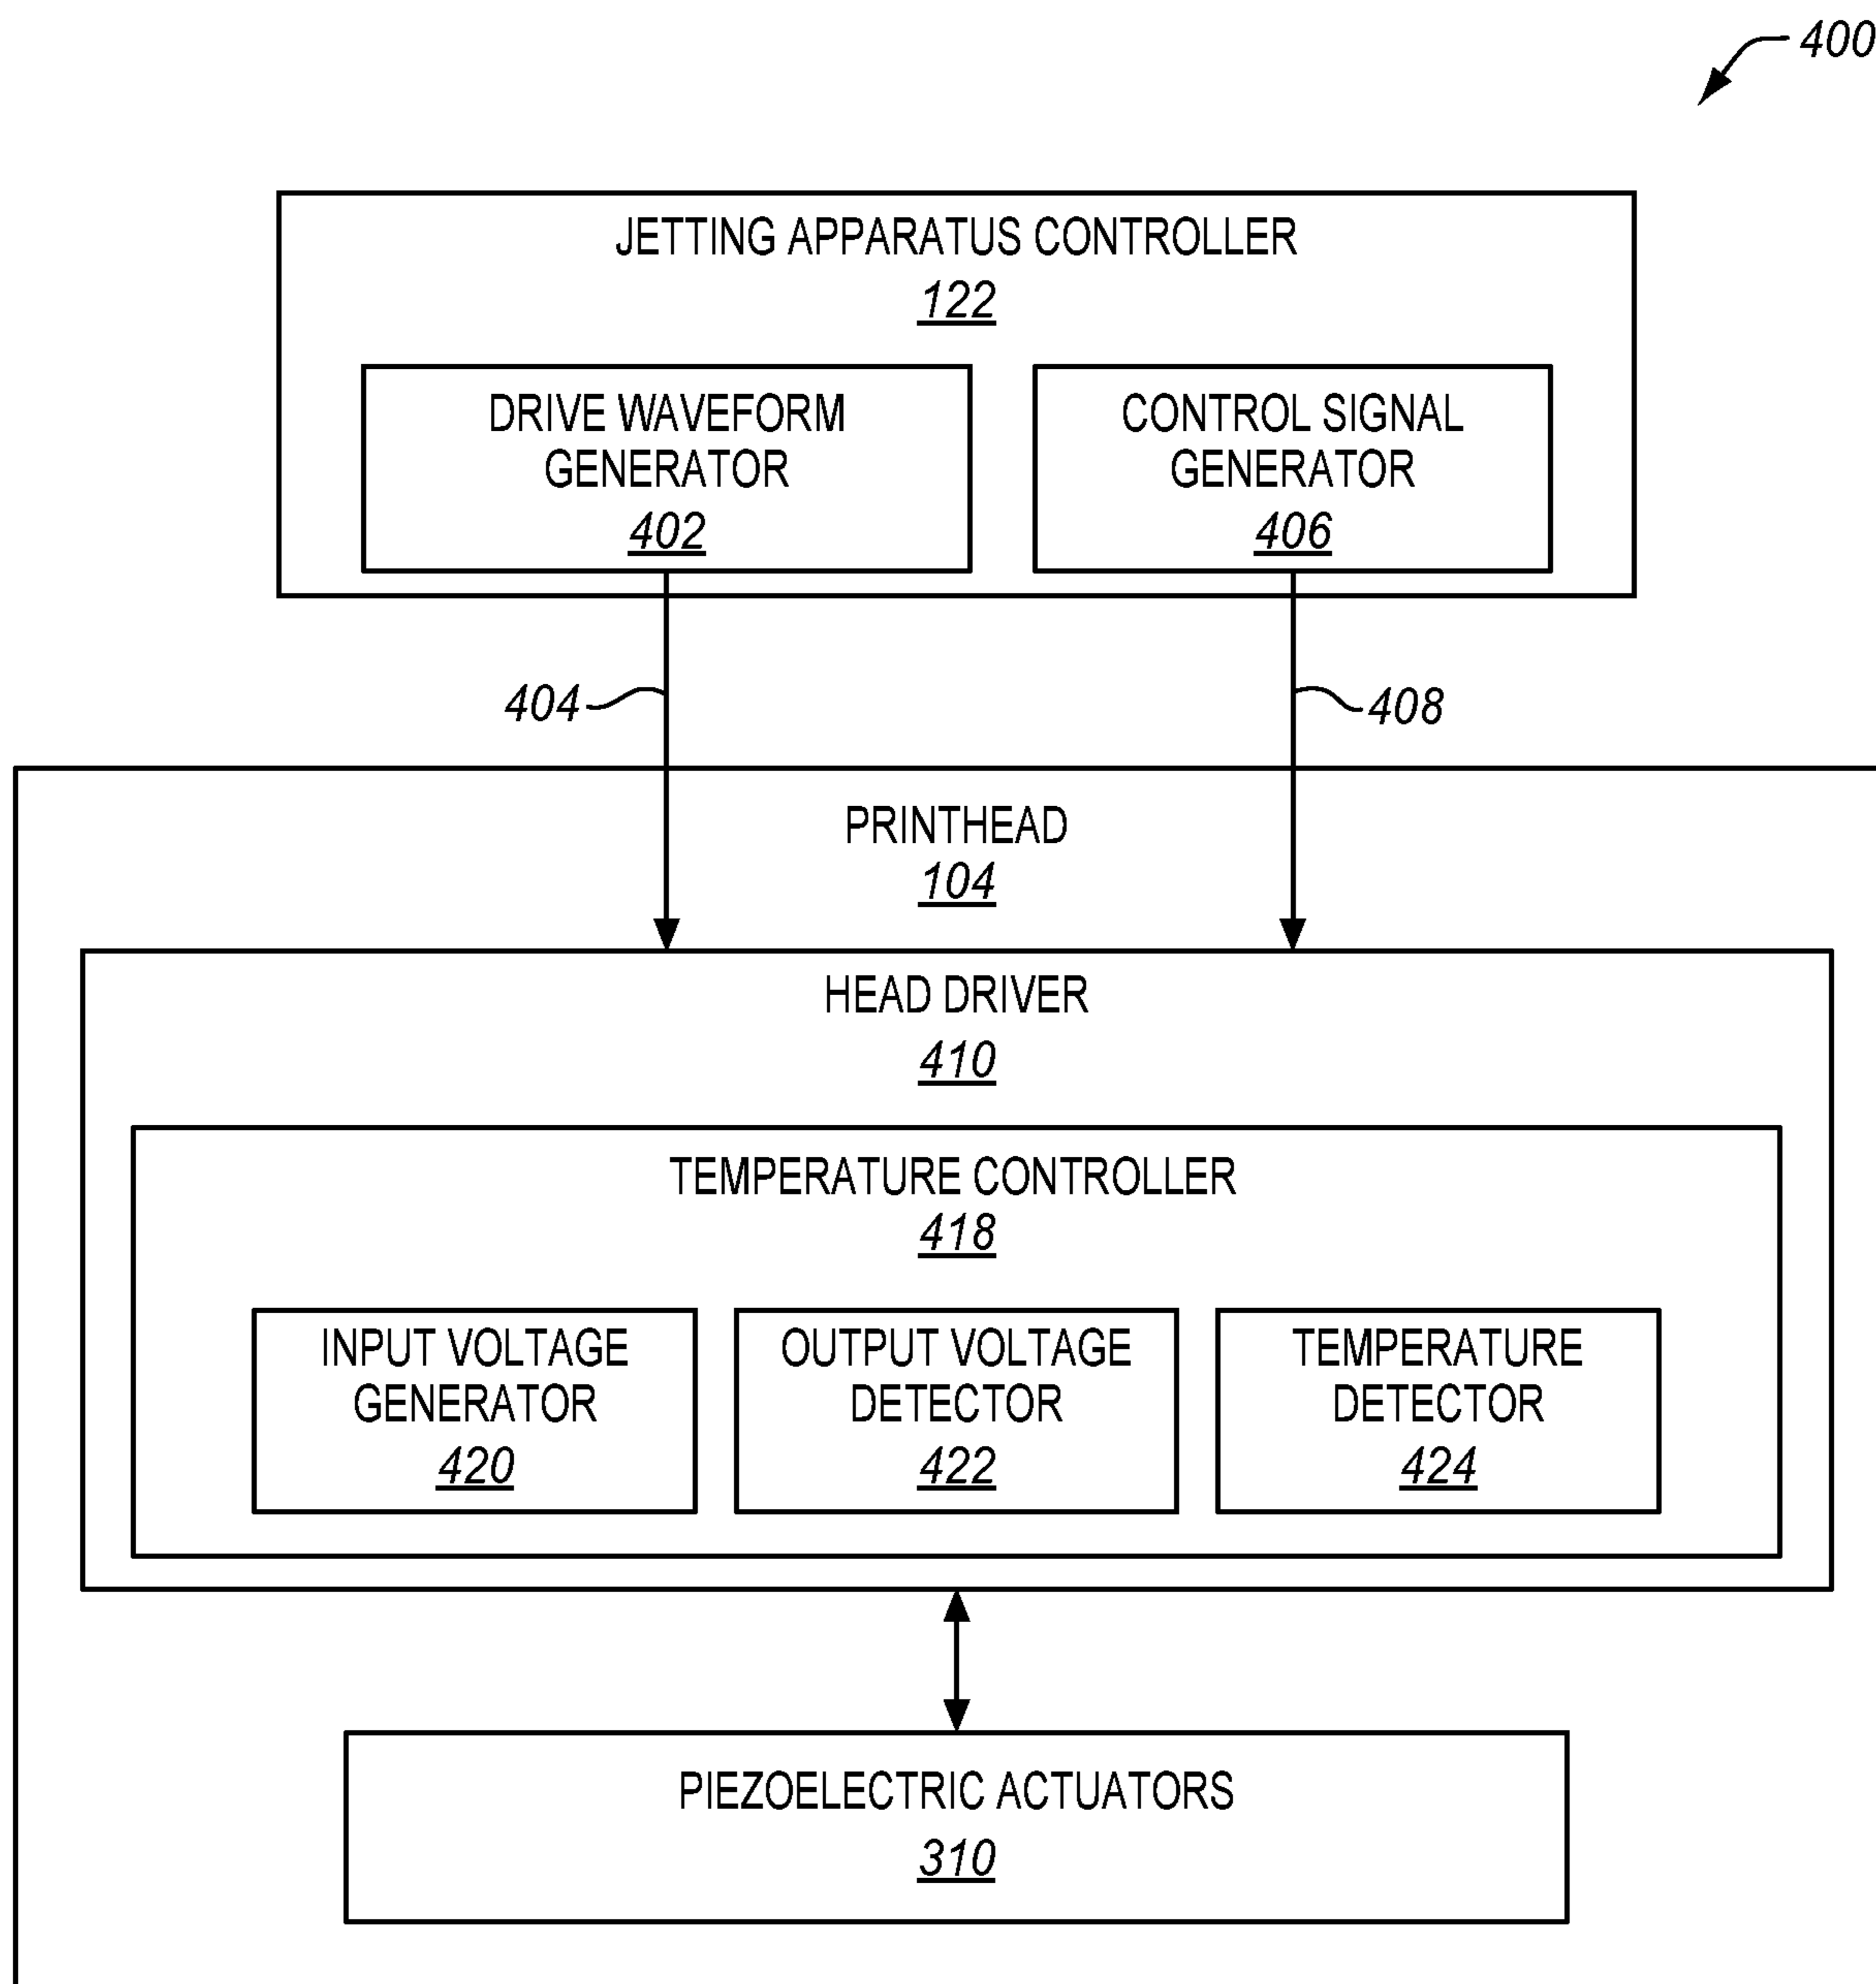 400
JETTING APPARATUS CONTROLLER
122
DRIVE WAVEFORM
GENERATOR
402
CONTROL SIGNAL
GENERATOR
406
404
408
PRINTHEAD
104
HEAD DRIVER
410
TEMPERATURE CONTROLLER
418
INPUT VOLTAGE
GENERATOR
420
OUTPUT VOLTAGE
DETECTOR
422
TEMPERATURE
DETECTOR
424
PIEZOELECTRIC ACTUATORS
310